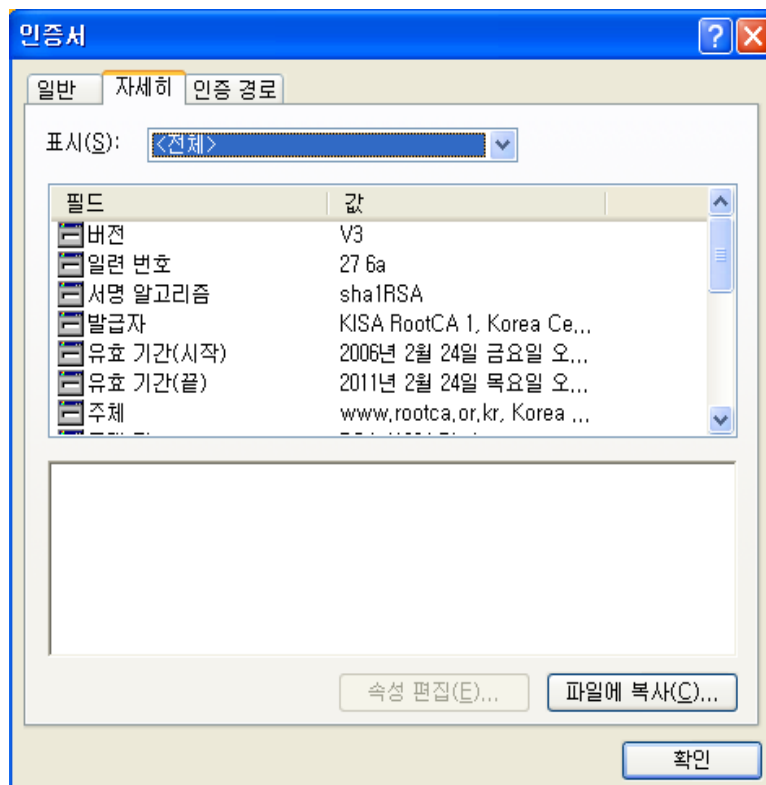 인증서
일반 자세히 인증 경로
표시(S): <전체>
필드 값
버전 V3
일련 번호 27 6a
서명 알고리즘 sha1RSA
발급자 KISA RootCA 1, Korea Ce...
유효 기간(시작) 2006년 2월 24일 금요일 오...
유효 기간(끝) 2011년 2월 24일 목요일 오...
주체 www.rootca.or.kr, Korea ...
속성 편집(E)... 파일에 복사(C)...
확인